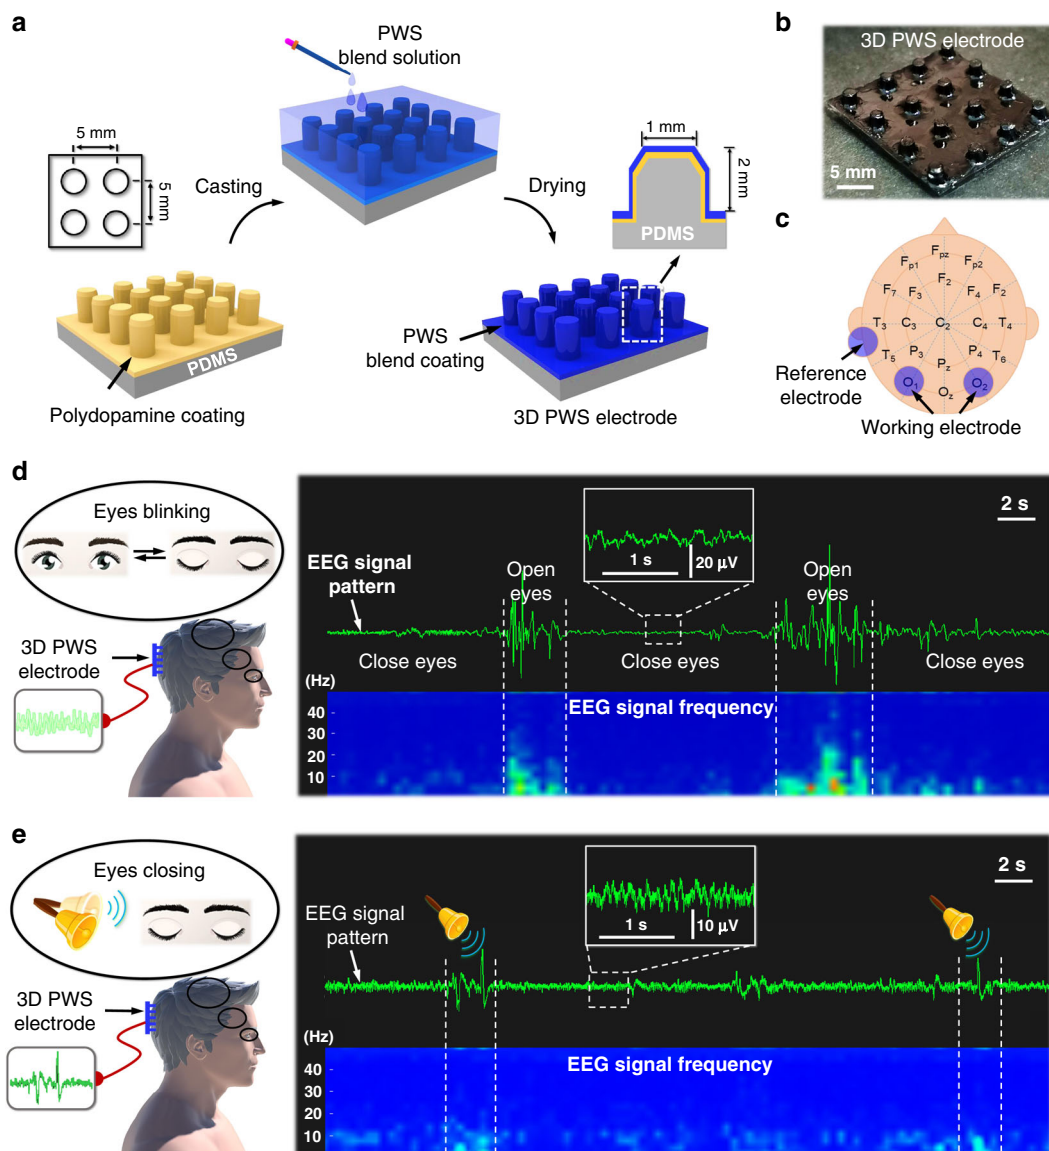 a
PWS
blend solution
5 mm
5 mm
Casting
Drying
1 mm
2 mm
PDMS
PDMS
Polydopamine coating
PWS
blend coating
3D PWS electrode
b
3D PWS electrode
5 mm
c
Fp1
Fpz
Fp2
F7
F3
F2
F4
F2
T3
C3
C2
C4
T4
T5
P3
Pz
P4
T6
O1
Oz
O2
Reference
electrode
Working electrode
d
Eyes blinking
3D PWS
electrode
2 s
1 s
20 µV
EEG signal
pattern
Open
eyes
Open
eyes
Close eyes
Close eyes
Close eyes
(Hz)
EEG signal frequency
40
30
20
10
e
Eyes closing
3D PWS
electrode
2 s
1 s
10 µV
EEG signal
pattern
(Hz)
EEG signal frequency
40
30
20
10